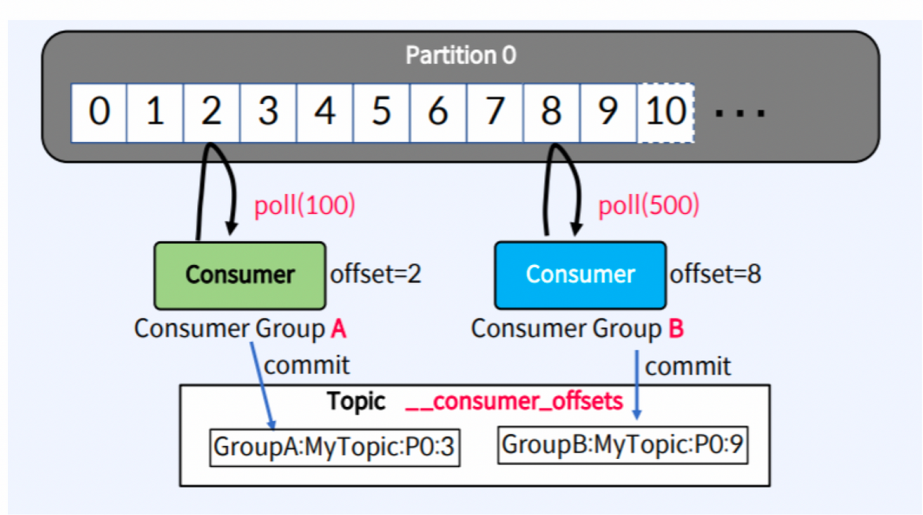 Partition 0
0 1 2 3 4 5 6 7 8 9 10 ...
poll(100) poll(500)
Consumer offset=2 Consumer offset=8
Consumer Group A Consumer Group B
commit commit
Topic __consumer_offsets
GroupA:MyTopic:P0:3 GroupB:MyTopic:P0:9